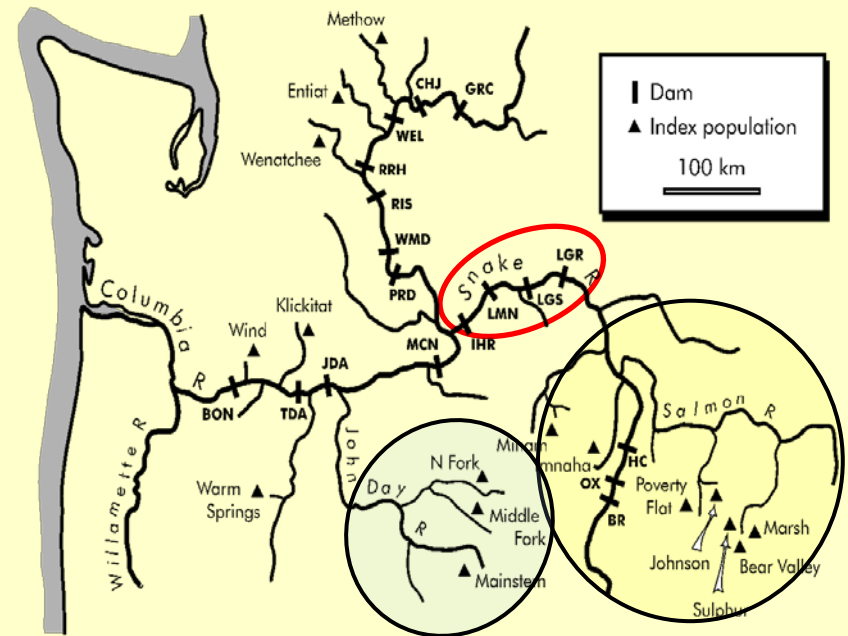 Methow
Entiat
Wenatchee
CHJ
GRC
WEL
RRH
RIS
WMD
PRD
Dam
Index population
100 km
Snake R
LGR
LGS
LMN
IHR
MCN
Columbia R
Klickitat
Wind
JDA
TDA
BON
Willamette R
Warm
Springs
John Day R
N Fork
Middle
Fork
Mainstem
Minam
Imnaha
Salmon R
HC
OX
BR
Poverty
Flat
Johnson
Marsh
Bear Valley
Sulphur